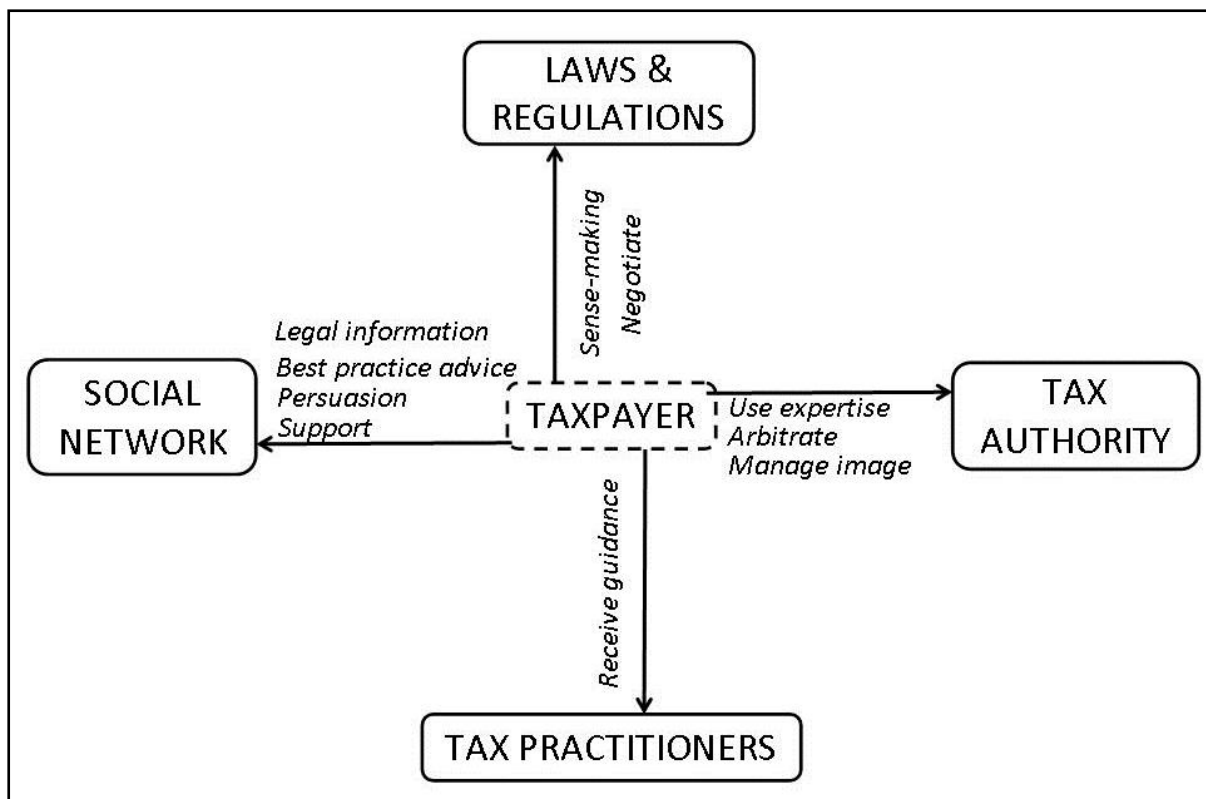 LAWS &
REGULATIONS
Sense-making
Negotiate
Legal information
Best practice advice
Persuasion
Support
SOCIAL
NETWORK
TAXPAYER
Use expertise
Arbitrate
Manage image
TAX
AUTHORITY
Receive guidance
TAX PRACTITIONERS